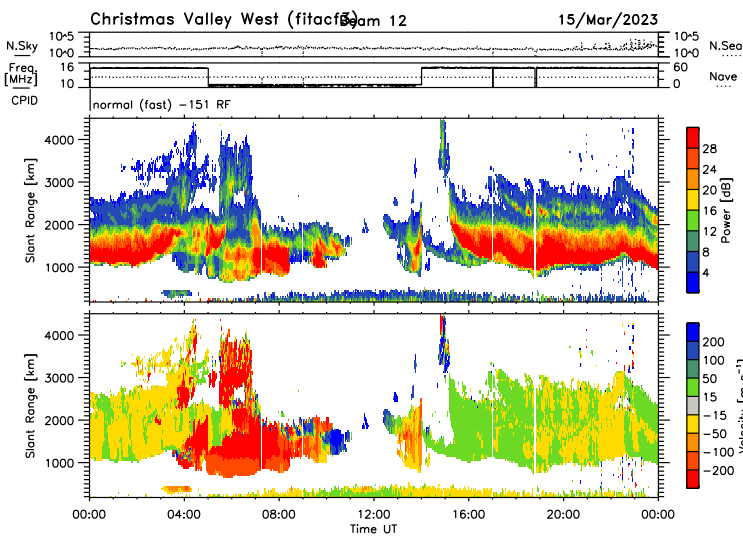 Christmas Valley West (fitacf3) Beam 12 15/Mar/2023
N.Sky 10^5 10^0 10^5 10^0 N.Sea
Freq. [MHz] 16 10 60 0 Nave
CPID normal (fast) -151 RF
Slant Range [km] 4000 3000 2000 1000
Power [dB] 28 24 20 16 12 8 4
Slant Range [km] 4000 3000 2000 1000
200 100 50 15 -15 -50 -100 -200
00:00 04:00 08:00 12:00 16:00 20:00 00:00
Time UT